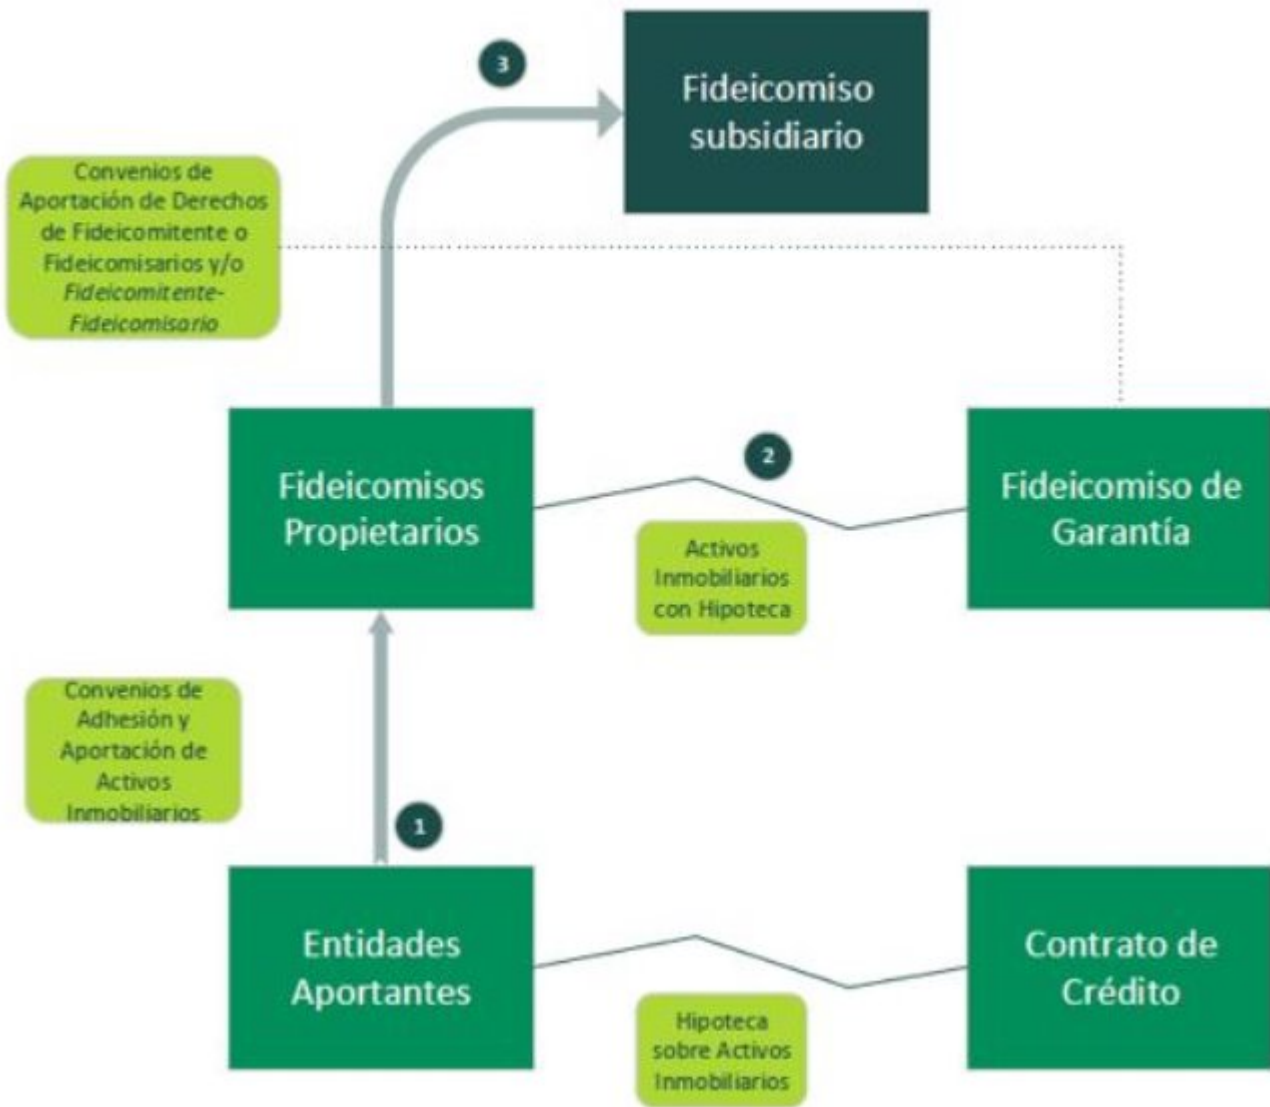 3
Fideicomiso
subsidiario
Convenios de
Aportación de Derechos
de Fideicomitente o
Fideicomisarios y/o
Fideicomitente-
Fideicomisario
Fideicomisos
Propietarios
2
Activos
Inmobiliarios
con Hipoteca
Fideicomiso de
Garantía
Convenios de
Adhesión y
Aportación de
Activos
Inmobiliarios
1
Entidades
Aportantes
Hipoteca
sobre Activos
Inmobiliarios
Contrato de
Crédito